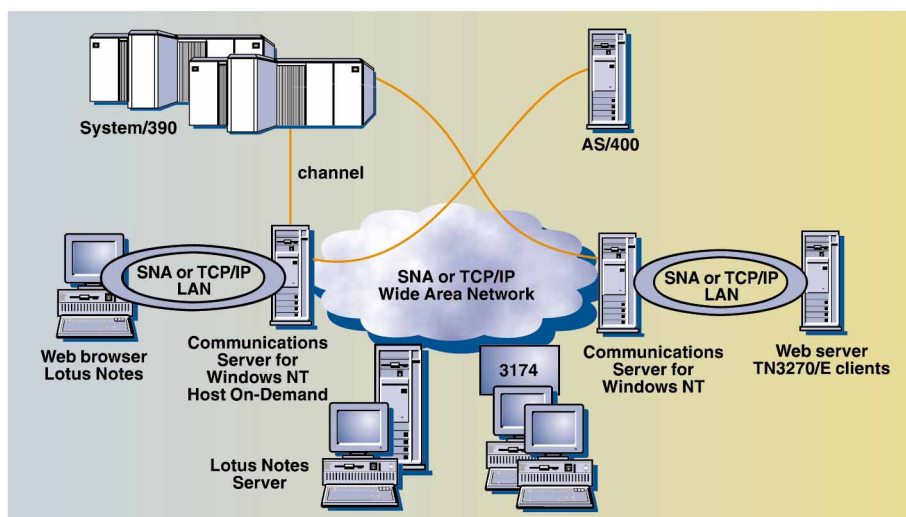 System/390
AS/400
channel
SNA or TCP/IP
LAN
SNA or TCP/IP
Wide Area Network
SNA or TCP/IP
LAN
Web browser
Lotus Notes
Communications
Server for
Windows NT
Host On-Demand
3174
Communications
Server for
Windows NT
Web server
TN3270/E clients
Lotus Notes
Server